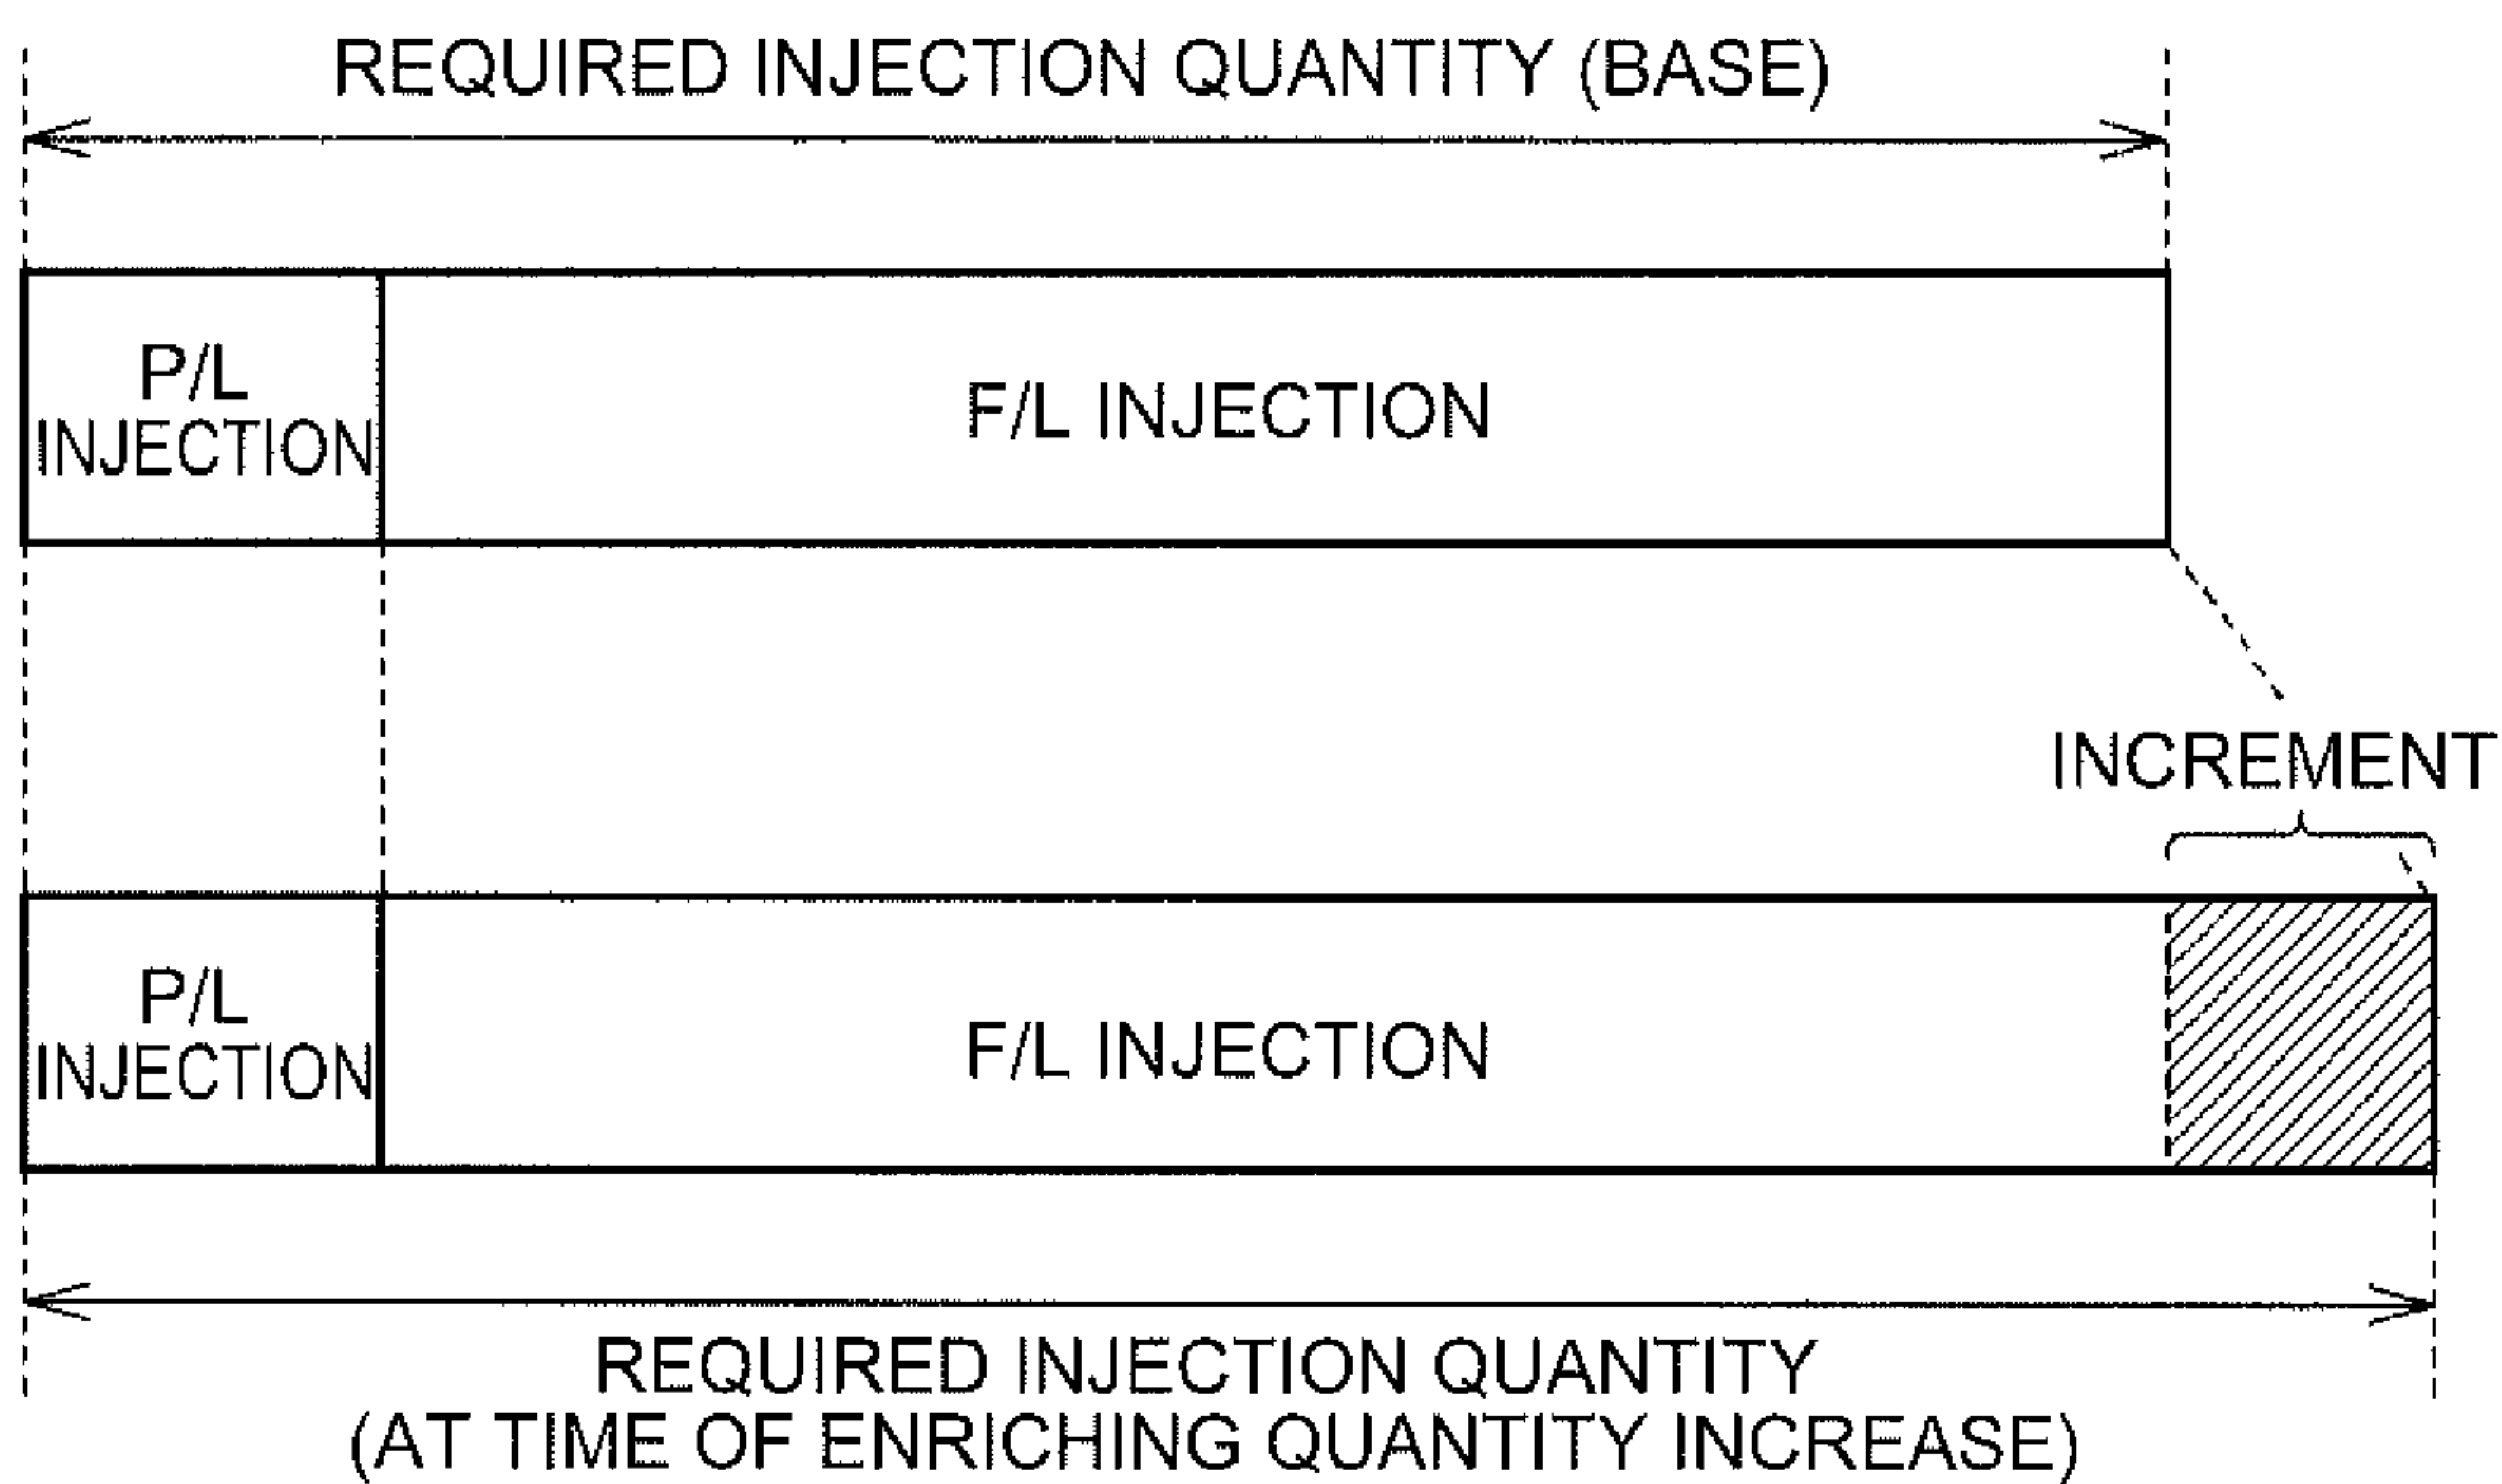 REQUIRED INJECTION QUANTITY (BASE)
P/L
INJECTION
F/L INJECTION
INCREMENT
P/L
INJECTION
F/L INJECTION
REQUIRED INJECTION QUANTITY
(AT TIME OF ENRICHING QUANTITY INCREASE)